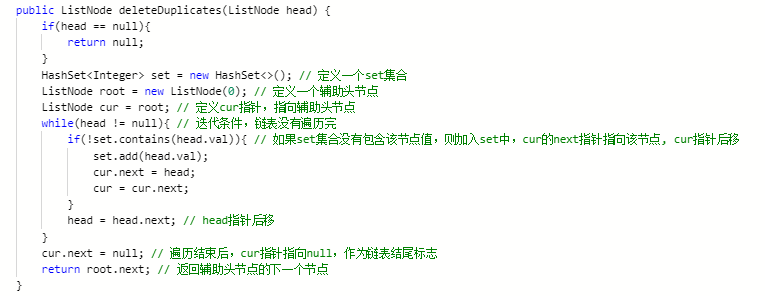 public ListNode deleteDuplicates(ListNode head) {
    if(head == null){
        return null;
    }
    HashSet<Integer> set = new HashSet<>(); // 定义一个set集合
    ListNode root = new ListNode(0); // 定义一个辅助头节点
    ListNode cur = root; // 定义cur指针，指向辅助头节点
    while(head != null){ // 迭代条件，链表没有遍历完
        if(!set.contains(head.val)){ // 如果set集合没有包含该节点值，则加入set中，cur的next指针指向该节点, cur指针后移
            set.add(head.val);
            cur.next = head;
            cur = cur.next;
        }
        head = head.next; // head指针后移
    }
    cur.next = null; // 遍历结束后，cur指针指向null，作为链表结尾标志
    return root.next; // 返回辅助头节点的下一个节点
}